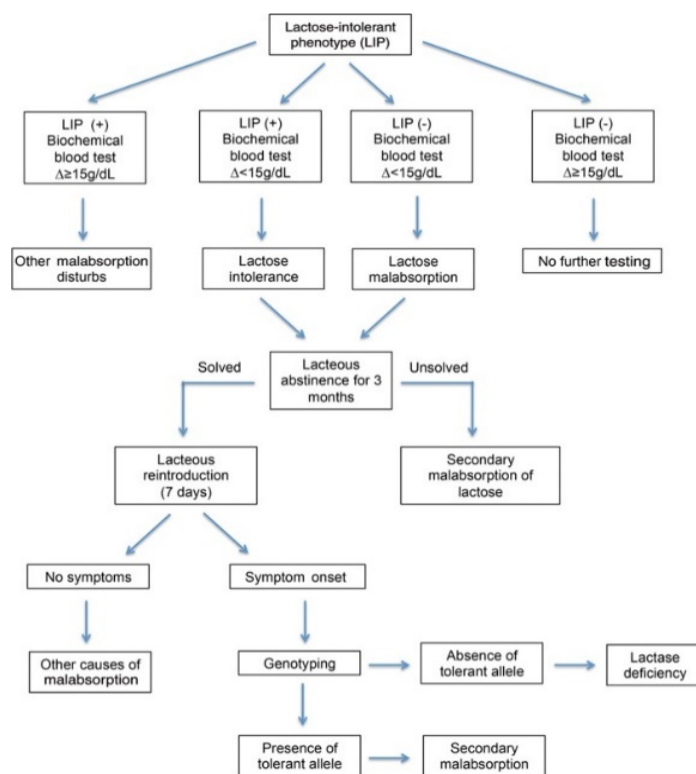 Lactose-intolerant
phenotype (LIP)
LIP (+)
Biochemical
blood test
Δ≥15g/dL
LIP (+)
Biochemical
blood test
Δ<15g/dL
LIP (-)
Biochemical
blood test
Δ<15g/dL
LIP (-)
Biochemical
blood test
Δ≥15g/dL
Other malabsorption
disturbs
Lactose
intolerance
Lactose
malabsorption
No further testing
Solved
Lacteous
abstinence for 3
months
Unsolved
Lacteous
reintroduction
(7 days)
Secondary
malabsorption of
lactose
No symptoms
Symptom onset
Other causes of
malabsorption
Genotyping
Absence of
tolerant allele
Lactase
deficiency
Presence of
tolerant allele
Secondary
malabsorption